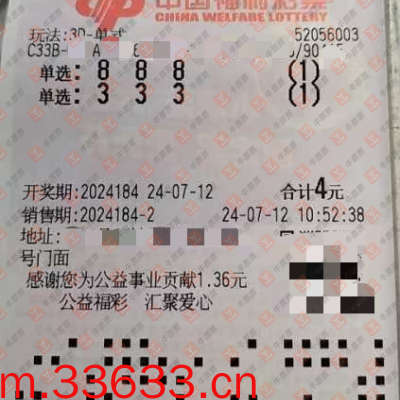 中国福利彩票
CHINA WELFARE LOTTERY
玩法:3D-单式 52056003
C33B- A
单选: 8 8 8 (1)
单选: 3 3 3 (1)
开奖期:2024184 24-07-12 合计4元
销售期:2024184-2 24-07-12 10:52:38
地址:
号门面
感谢您为公益事业贡献1.36元
公益福彩 汇聚爱心
m.33633.cn